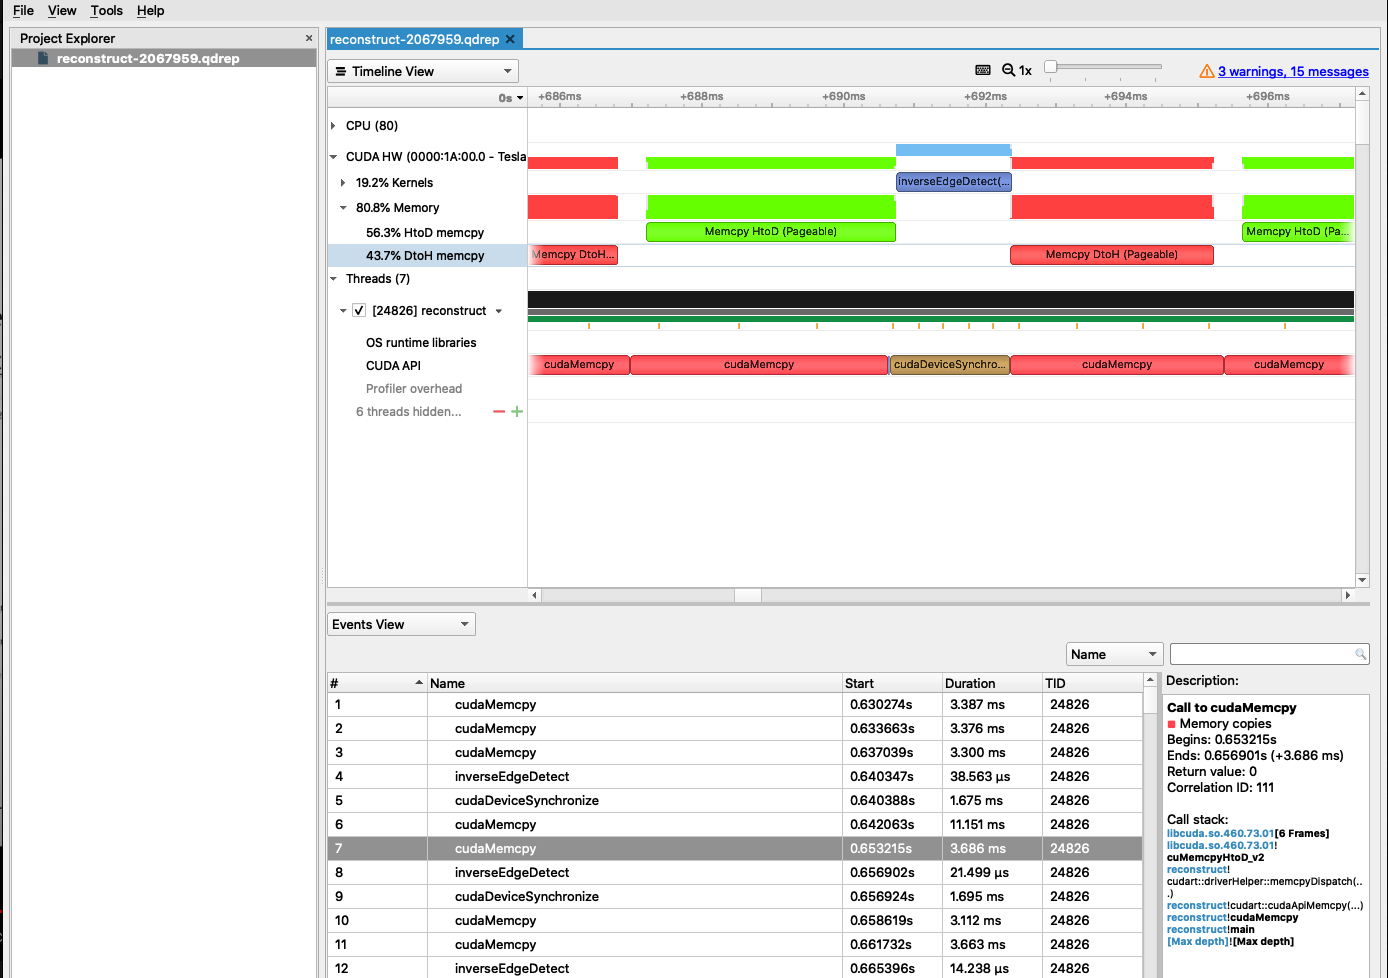 File View Tools Help
Project Explorer ×
reconstruct-2067959.qdrep
reconstruct-2067959.qdrep ×
Timeline View
1x
3 warnings, 15 messages
0s
+686ms +688ms +690ms +692ms +694ms +696ms
CPU (80)
CUDA HW (0000:1A:00.0 - Tesla
19.2% Kernels
inverseEdgeDetect(...
80.8% Memory
56.3% HtoD memcpy
Memcpy HtoD (Pageable) Memcpy HtoD (Pa...
43.7% DtoH memcpy
Memcpy DtoH... Memcpy DtoH (Pageable)
Threads (7)
[24826] reconstruct
OS runtime libraries
CUDA API
cudaMemcpy cudaMemcpy cudaDeviceSynchro... cudaMemcpy cudaMemcpy
Profiler overhead
6 threads hidden... − +
Events View
Name
# Name Start Duration TID
1 cudaMemcpy 0.630274s 3.387 ms 24826
2 cudaMemcpy 0.633663s 3.376 ms 24826
3 cudaMemcpy 0.637039s 3.300 ms 24826
4 inverseEdgeDetect 0.640347s 38.563 μs 24826
5 cudaDeviceSynchronize 0.640388s 1.675 ms 24826
6 cudaMemcpy 0.642063s 11.151 ms 24826
7 cudaMemcpy 0.653215s 3.686 ms 24826
8 inverseEdgeDetect 0.656902s 21.499 μs 24826
9 cudaDeviceSynchronize 0.656924s 1.695 ms 24826
10 cudaMemcpy 0.658619s 3.112 ms 24826
11 cudaMemcpy 0.661732s 3.663 ms 24826
12 inverseEdgeDetect 0.665396s 14.238 μs 24826
Description:
Call to cudaMemcpy
Memory copies
Begins: 0.653215s
Ends: 0.656901s (+3.686 ms)
Return value: 0
Correlation ID: 111
Call stack:
libcuda.so.460.73.01[6 Frames]
libcuda.so.460.73.01!
cuMemcpyHtoD_v2
reconstruct!
cudart::driverHelper::memcpyDispatch(..
.)
reconstruct!cudart::cudaApiMemcpy(...)
reconstruct!cudaMemcpy
reconstruct!main
[Max depth]![Max depth]